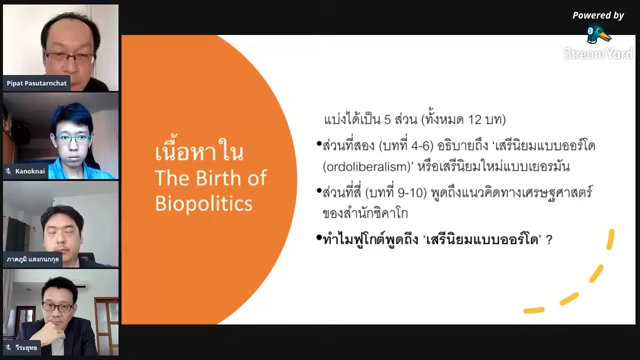 Powered by
StreamYard
Pipat Pasutarnchat
Kanoknai
ภาคภูมิ แสงกนกกุล
วีระยุทธ
เนื้อหาใน
The Birth of
Biopolitics
แบ่งได้เป็น 5 ส่วน (ทั้งหมด 12 บท)
•ส่วนที่สอง (บทที่ 4-6) อธิบายถึง ‘เสรีนิยมแบบออร์โด
(ordoliberalism)’ หรือเสรีนิยมใหม่แบบเยอรมัน
•ส่วนที่สี่ (บทที่ 9-10) พูดถึงแนวคิดทางเศรษฐศาสตร์
ของสำนักชิคาโก
•ทำไมฟูโกต์พูดถึง ‘เสรีนิยมแบบออร์โด’ ?